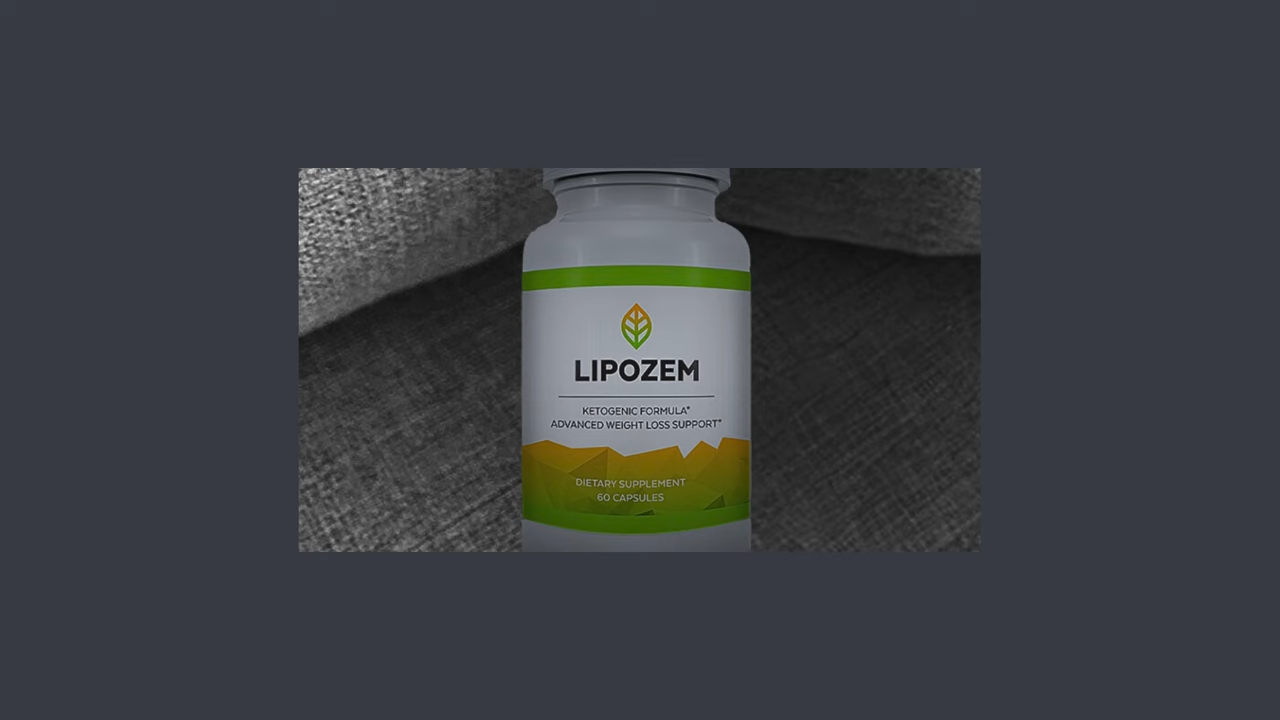 LIPOZEM
KETOGENIC FORMULA*
ADVANCED WEIGHT LOSS SUPPORT*
DIETARY SUPPLEMENT
60 CAPSULES